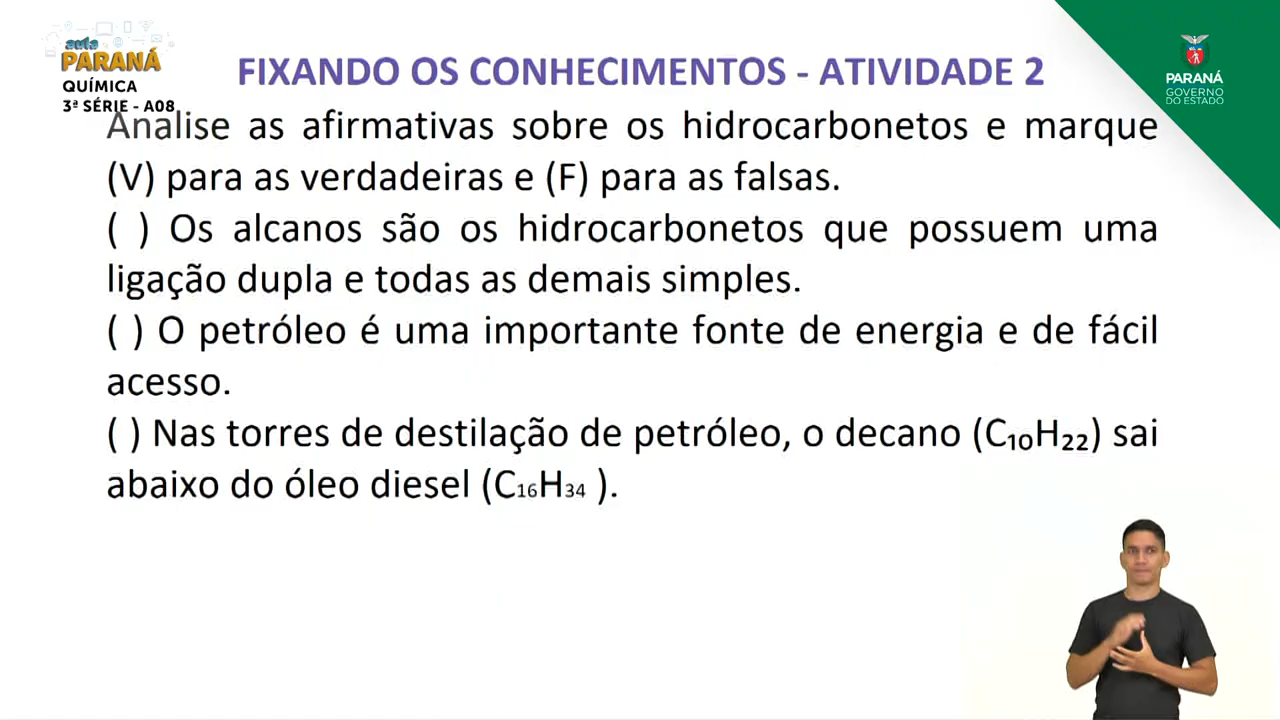 aula
PARANÁ
QUÍMICA
3ª SÉRIE - A08
FIXANDO OS CONHECIMENTOS - ATIVIDADE 2
PARANÁ
GOVERNO
DO ESTADO
Analise as afirmativas sobre os hidrocarbonetos e marque
(V) para as verdadeiras e (F) para as falsas.
( ) Os alcanos são os hidrocarbonetos que possuem uma
ligação dupla e todas as demais simples.
( ) O petróleo é uma importante fonte de energia e de fácil
acesso.
( ) Nas torres de destilação de petróleo, o decano (C₁₀H₂₂) sai
abaixo do óleo diesel (C₁₆H₃₄ ).